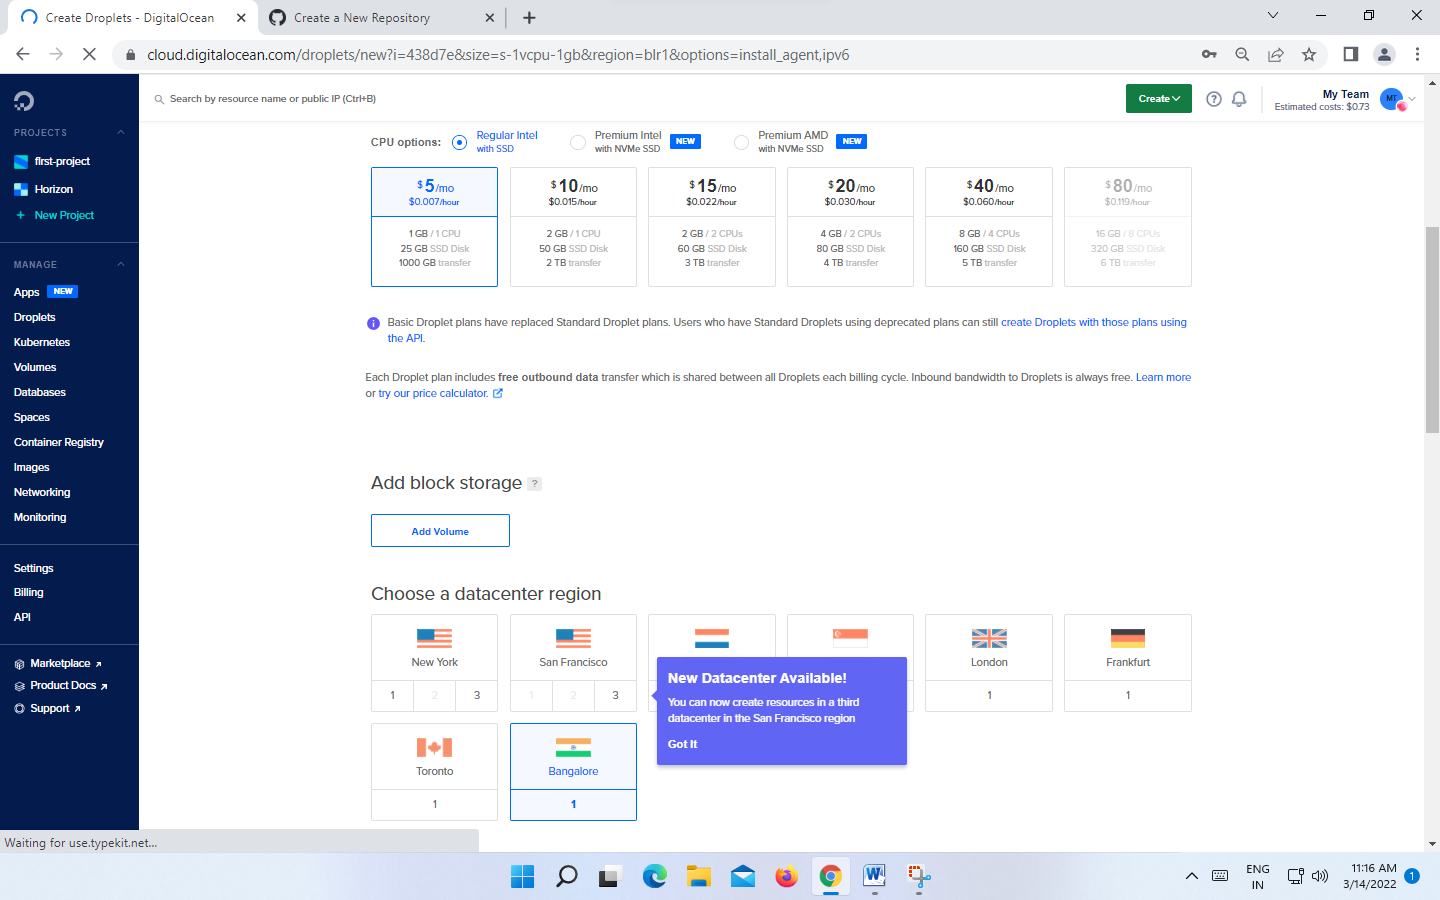 Create Droplets - DigitalOcean
Create a New Repository
cloud.digitalocean.com/droplets/new?i=438d7e&size=s-1vcpu-1gb&region=blr1&options=install_agent,ipv6
Search by resource name or public IP (Ctrl+B)
Create
My Team
Estimated costs: $0.73
MT
PROJECTS
first-project
Horizon
+ New Project
MANAGE
Apps NEW
Droplets
Kubernetes
Volumes
Databases
Spaces
Container Registry
Images
Networking
Monitoring
Settings
Billing
API
Marketplace
Product Docs
Support
CPU options:
Regular Intel
with SSD
Premium Intel
with NVMe SSD
NEW
Premium AMD
with NVMe SSD
NEW
$5/mo
$0.007/hour
1 GB / 1 CPU
25 GB SSD Disk
1000 GB transfer
$10/mo
$0.015/hour
2 GB / 1 CPU
50 GB SSD Disk
2 TB transfer
$15/mo
$0.022/hour
2 GB / 2 CPUs
60 GB SSD Disk
3 TB transfer
$20/mo
$0.030/hour
4 GB / 2 CPUs
80 GB SSD Disk
4 TB transfer
$40/mo
$0.060/hour
8 GB / 4 CPUs
160 GB SSD Disk
5 TB transfer
$80/mo
$0.119/hour
16 GB / 8 CPUs
320 GB SSD Disk
6 TB transfer
Basic Droplet plans have replaced Standard Droplet plans. Users who have Standard Droplets using deprecated plans can still create Droplets with those plans using
the API.
Each Droplet plan includes free outbound data transfer which is shared between all Droplets each billing cycle. Inbound bandwidth to Droplets is always free. Learn more
or try our price calculator.
Add block storage ?
Add Volume
Choose a datacenter region
New York
1 2 3
San Francisco
1 2 3
London
1
Frankfurt
1
Toronto
1
Bangalore
1
New Datacenter Available!
You can now create resources in a third
datacenter in the San Francisco region
Got It
Waiting for use.typekit.net...
ENG
IN
11:16 AM
3/14/2022
1